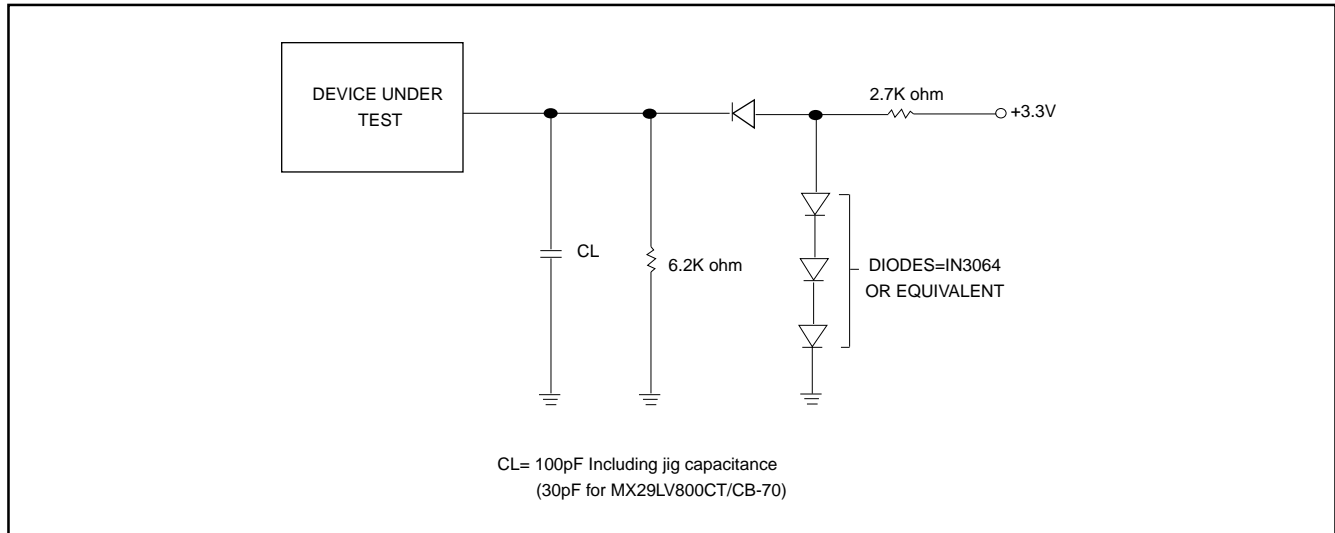 DEVICE UNDER
TEST
2.7K ohm
+3.3V
CL
6.2K ohm
DIODES=IN3064
OR EQUIVALENT
CL= 100pF Including jig capacitance
(30pF for MX29LV800CT/CB-70)